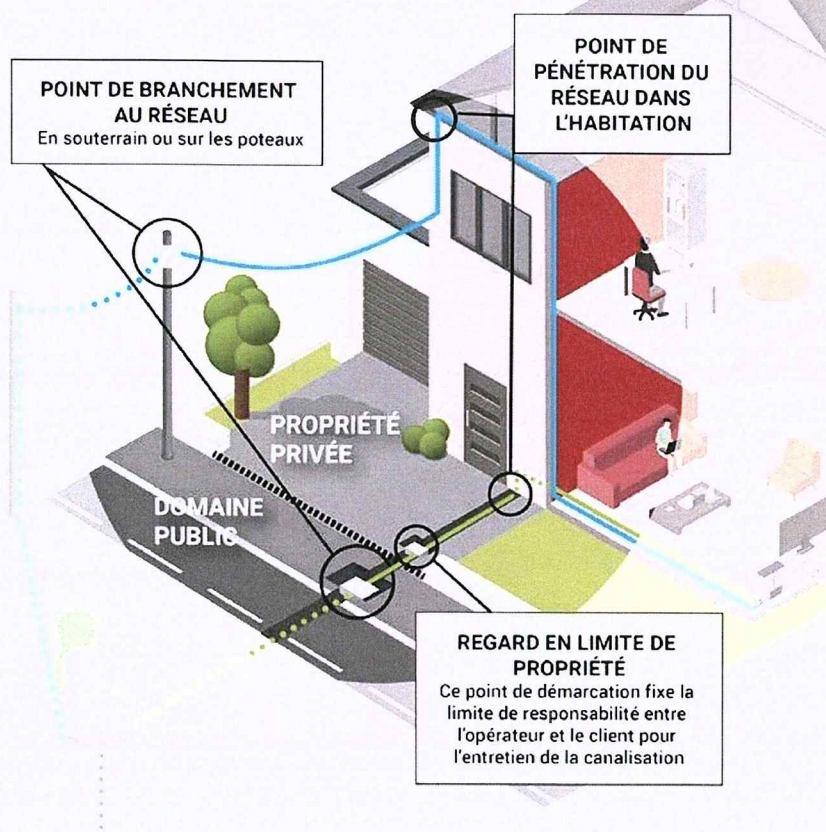 POINT DE BRANCHEMENT
AU RÉSEAU
En souterrain ou sur les poteaux
POINT DE
PÉNÉTRATION DU
RÉSEAU DANS
L'HABITATION
PROPRIÉTÉ
PRIVÉE
DOMAINE
PUBLIC
REGARD EN LIMITE DE
PROPRIÉTÉ
Ce point de démarcation fixe la
limite de responsabilité entre
l'opérateur et le client pour
l'entretien de la canalisation